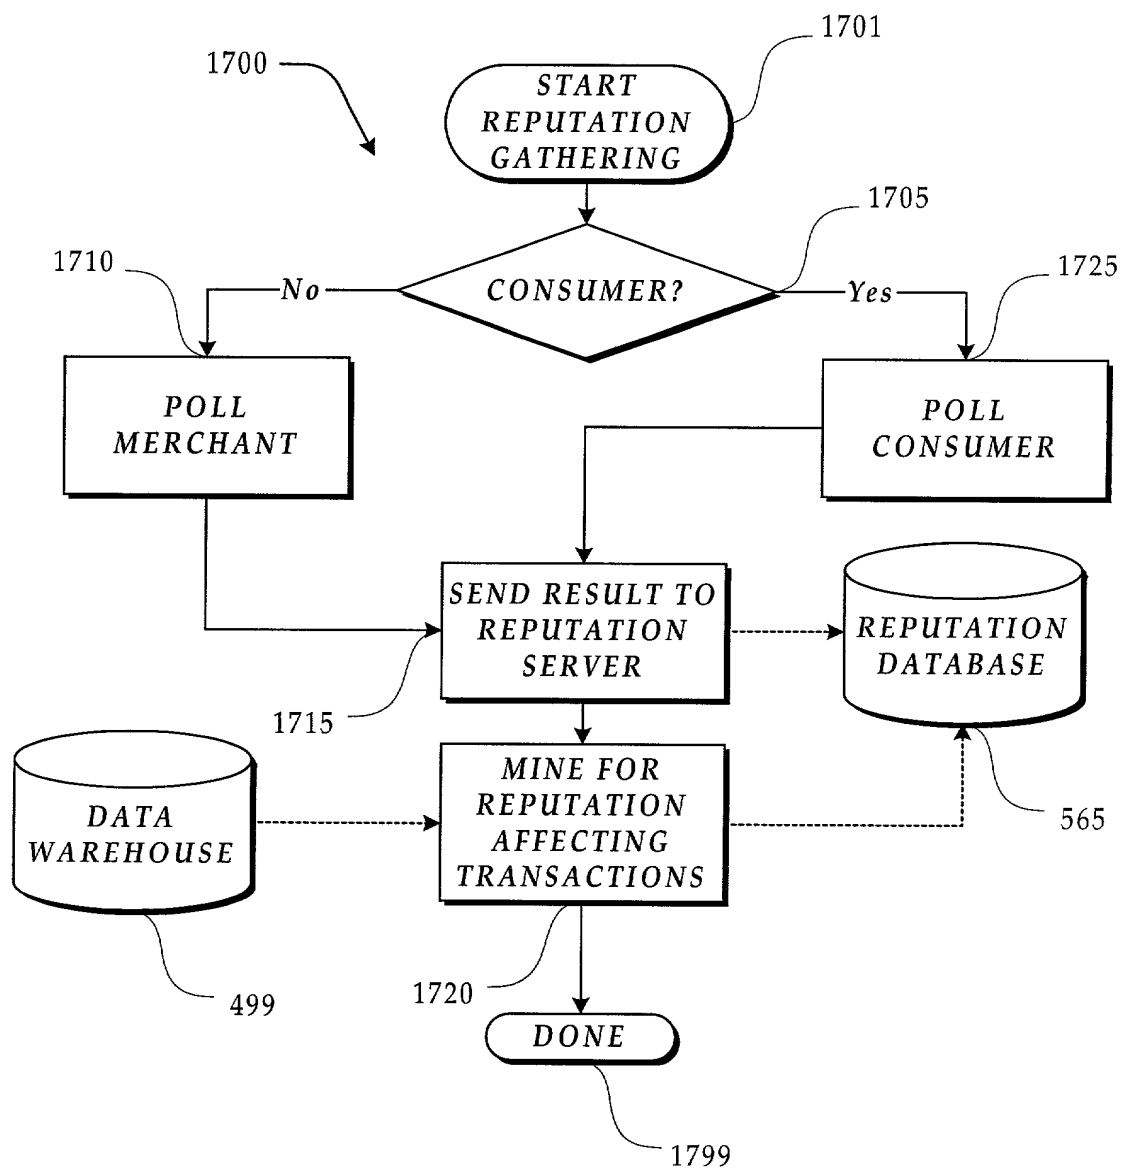 1701
1700
START
REPUTATION
GATHERING
1705
1710
1725
No
CONSUMER?
Yes
POLL
MERCHANT
POLL
CONSUMER
SEND RESULT TO
REPUTATION
SERVER
REPUTATION
DATABASE
1715
MINE FOR
REPUTATION
AFFECTING
TRANSACTIONS
DATA
WAREHOUSE
565
499
1720
DONE
1799